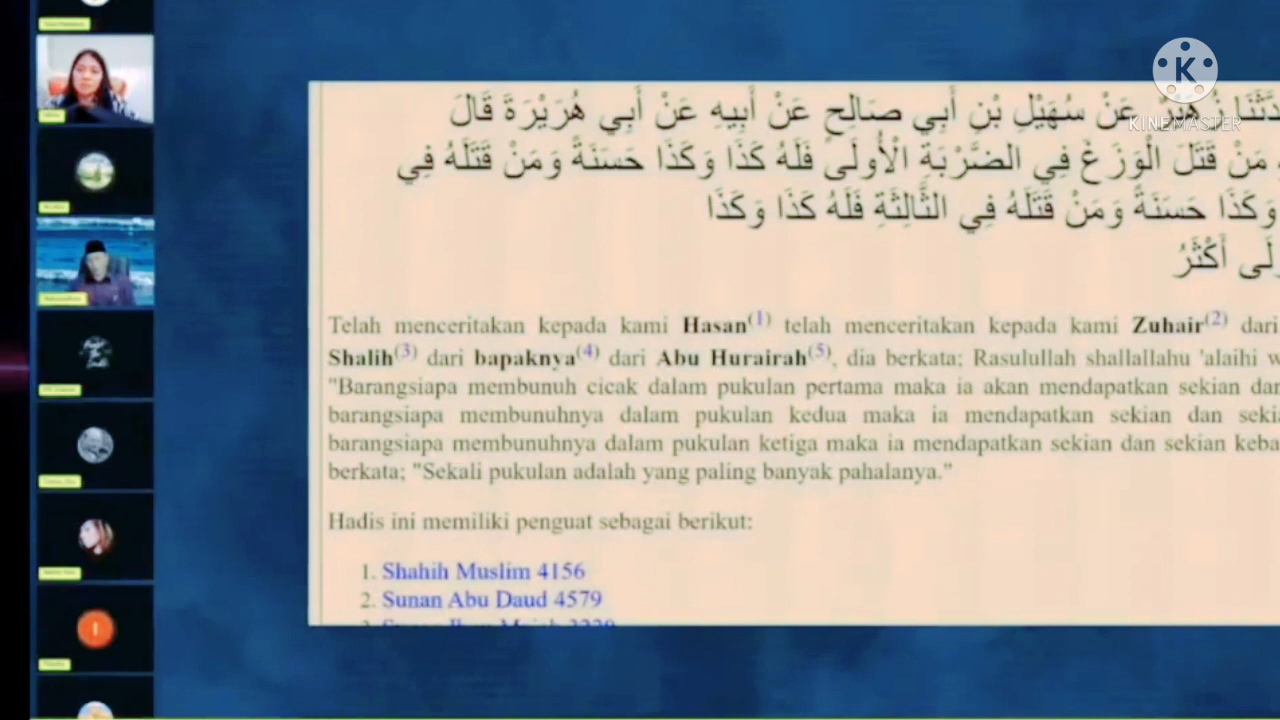 KINEMASTER
عَنْ سُهَيْلِ بْنِ أَبِي صَالِحٍ عَنْ أَبِيهِ عَنْ أَبِي هُرَيْرَةَ قَالَ
مَنْ قَتَلَ الْوَزَغَ فِي الضَّرْبَةِ الْأُولَى فَلَهُ كَذَا وَكَذَا حَسَنَةً وَمَنْ قَتَلَهُ فِي
وَكَذَا حَسَنَةً وَمَنْ قَتَلَهُ فِي الثَّالِثَةِ فَلَهُ كَذَا وَكَذَا
أَكْثَرُ
Telah menceritakan kepada kami Hasan(1) telah menceritakan kepada kami Zuhair(2) dari
Shalih(3) dari bapaknya(4) dari Abu Hurairah(5), dia berkata; Rasulullah shallallahu 'alaihi w
"Barangsiapa membunuh cicak dalam pukulan pertama maka ia akan mendapatkan sekian dan
barangsiapa membunuhnya dalam pukulan kedua maka ia mendapatkan sekian dan seki
barangsiapa membunuhnya dalam pukulan ketiga maka ia mendapatkan sekian dan sekian keba
berkata; "Sekali pukulan adalah yang paling banyak pahalanya."
Hadis ini memiliki penguat sebagai berikut:
1. Shahih Muslim 4156
2. Sunan Abu Daud 4579